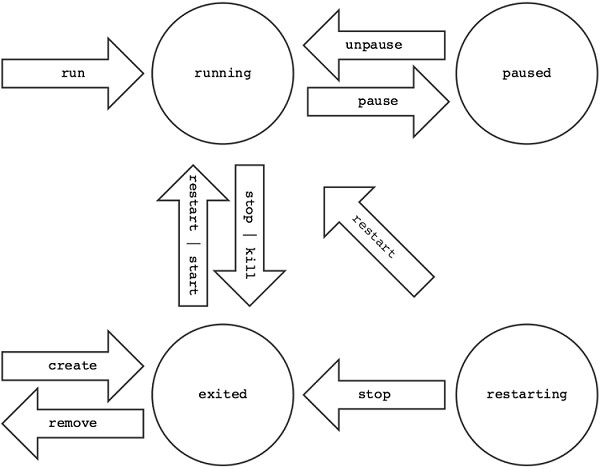 run
running
unpause
pause
paused
restart | start
stop | kill
restart
create
remove
exited
stop
restarting